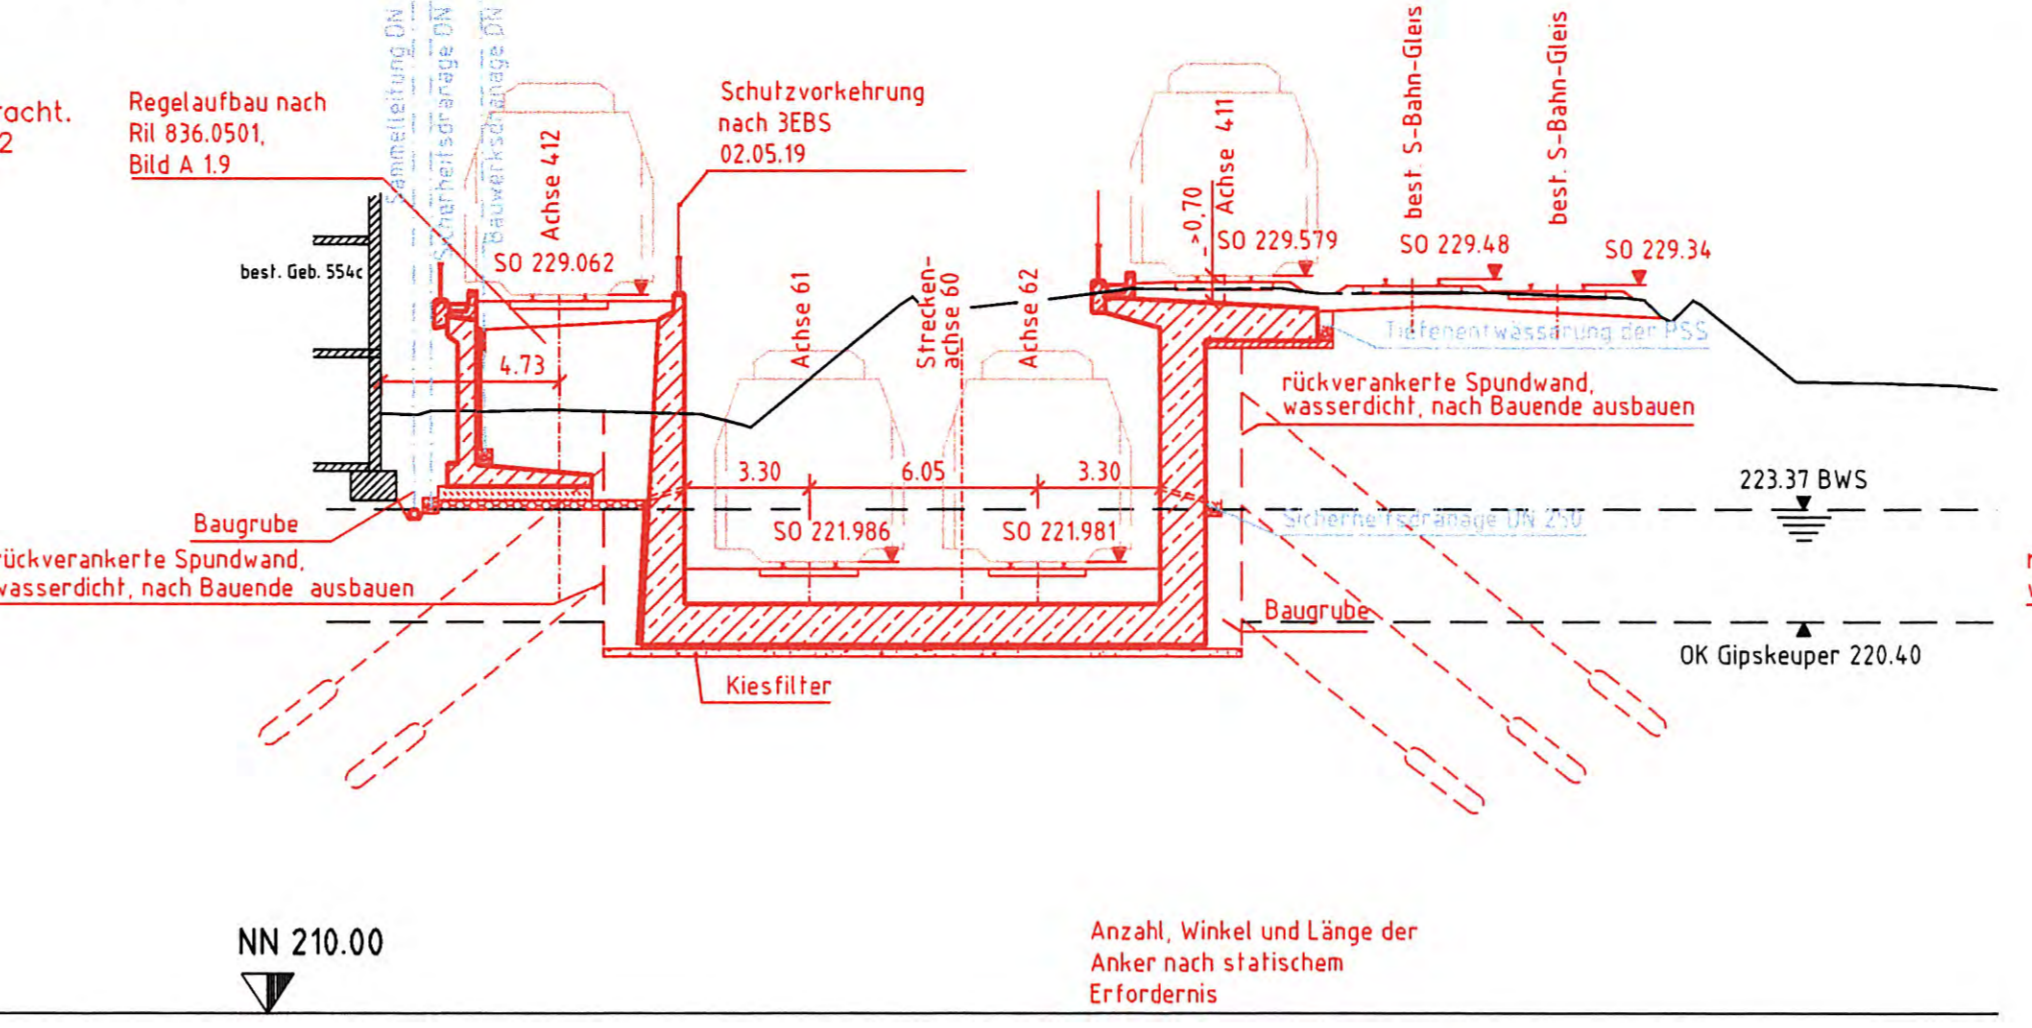 racht.
2
Regelaufbau nach
Ril 836.0501,
Bild A 1.9
Sammelleitung DN
Sicherheitsdränage DN
Bauwerksdränage DN
Achse 412
SO 229.062
Schutzvorkehrung
nach 3EBS
02.05.19
Achse 411
->0,70
SO 229.579
best. S-Bahn-Gleis
SO 229.48
best. S-Bahn-Gleis
SO 229.34
best. Geb. 554c
Achse 61
Strecken-
achse 60
Achse 62
Tiefenentwässerung der PSS
4.73
rückverankerte Spundwand,
wasserdicht, nach Bauende ausbauen
3.30
6.05
3.30
223.37 BWS
SO 221.986
SO 221.981
Sicherheitsdränage DN 250
Baugrube
rückverankerte Spundwand,
wasserdicht, nach Bauende ausbauen
Baugrube
OK Gipskeuper 220.40
Kiesfilter
NN 210.00
Anzahl, Winkel und Länge der
Anker nach statischem
Erfordernis